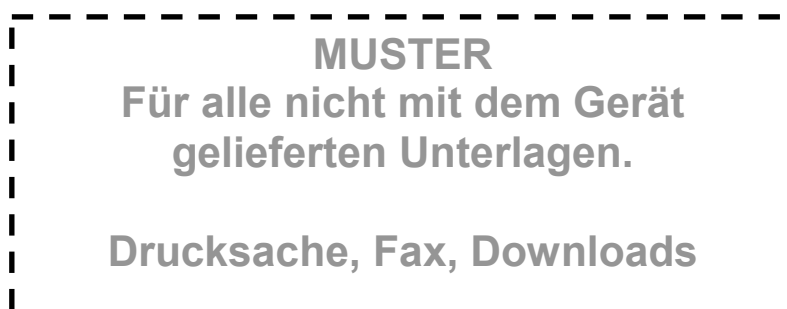 MUSTER
Für alle nicht mit dem Gerät
gelieferten Unterlagen.
Drucksache, Fax, Downloads